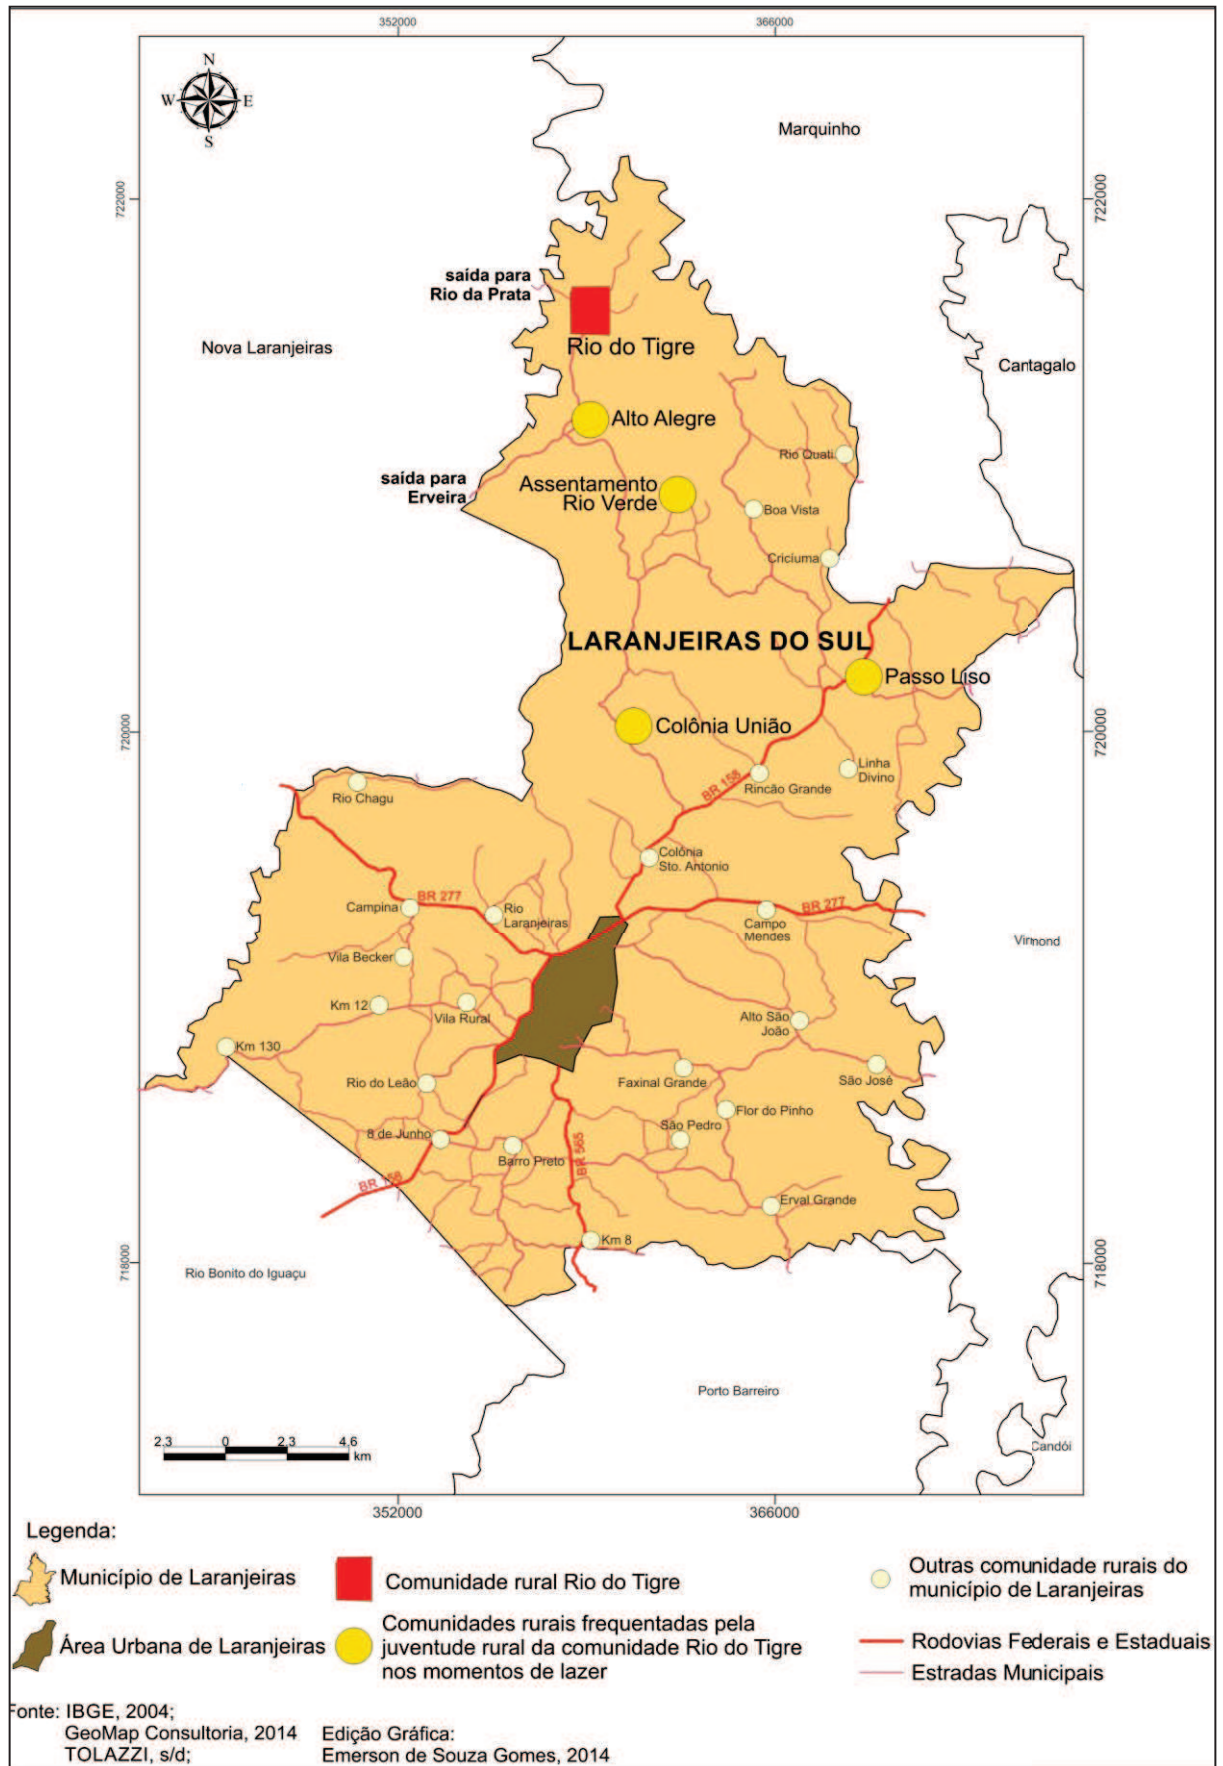 352000
366000
N
W
E
S
Marquinho
722000
722000
saída para
Rio da Prata
Nova Laranjeiras
Rio do Tigre
Cantagalo
Alto Alegre
Rio Quati
saída para
Erveira
Assentamento
Rio Verde
Boa Vista
Criciuma
LARANJEIRAS DO SUL
Passo Liso
Colônia União
720000
720000
Linha
Divino
Rincão Grande
BR 158
Rio Chagu
Colônia
Sto. Antonio
BR 277
BR 277
Campina
Rio
Laranjeiras
Campo
Mendes
Virmond
Vila Becker
Km 12
Vila Rural
Alto São
João
Km 130
Rio do Leão
Faxinal Grande
São José
Flor do Pinho
8 de Junho
São Pedro
Barro Preto
BR 565
BR 158
Erval Grande
Km 8
718000
718000
Rio Bonito do Iguaçu
Porto Barreiro
Candói
2.3 0 2.3 4.6
km
352000
366000
Legenda:
Município de Laranjeiras
Área Urbana de Laranjeiras
Comunidade rural Rio do Tigre
Comunidades rurais frequentadas pela
juventude rural da comunidade Rio do Tigre
nos momentos de lazer
Outras comunidade rurais do
município de Laranjeiras
Rodovias Federais e Estaduais
Estradas Municipais
Fonte: IBGE, 2004;
GeoMap Consultoria, 2014
TOLAZZI, s/d;
Edição Gráfica:
Emerson de Souza Gomes, 2014